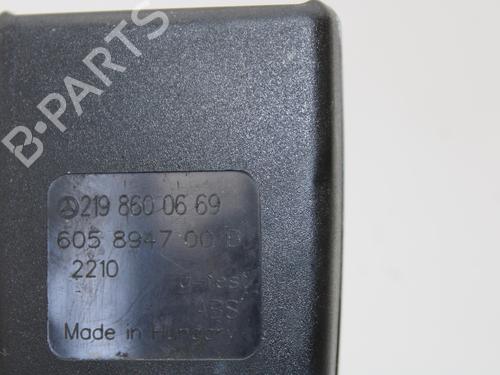 B-PARTS
219 860 06 69
605 8947 00 B
2210
ABS
Made in Hungary